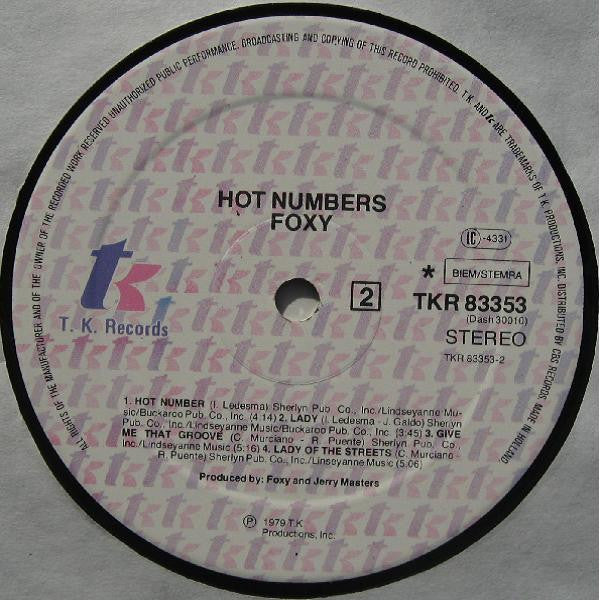 ALL RIGHTS OF THE MANUFACTURER AND OF THE OWNER OF THE RECORDED WORK RESERVED. UNAUTHORIZED PUBLIC PERFORMANCE, BROADCASTING AND COPYING OF THIS RECORD PROHIBITED. T.K. AND tk ARE TRADEMARKS OF T.K. PRODUCTIONS, INC. DISTRIBUTED BY CBS RECORDS. MADE IN HOLLAND.
HOT NUMBERS
FOXY
tk
T. K. Records
2
LC -4331
* BIEM/STEMRA
TKR 83353
(Dash 30010)
STEREO
TKR 83353-2
1. HOT NUMBER (I. Ledesma) Sherlyn Pub. Co., Inc./Lindseyanne Mu-
sic/Buckaroo Pub. Co., Inc. (4:14) 2. LADY (I. Ledesma - J. Galdo) Sherlyn
Pub. Co., Inc./Lindseyanne Music/Buckaroo Pub. Co., Inc. (3:45) 3. GIVE
ME THAT GROOVE (C. Murciano - R. Puente) Sherlyn Pub. Co.,
Inc./Lindseyanne Music (5:16) 4. LADY OF THE STREETS (C. Murciano -
R. Puente) Sherlyn Pub. Co., Inc./Linseyanne Music (5:06)
Produced by: Foxy and Jerry Masters
℗ 1979 T.K.
Productions, Inc.